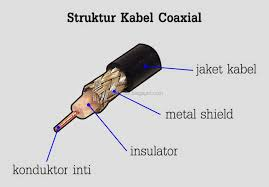 Struktur Kabel Coaxial
jaket kabel
metal shield
insulator
konduktor inti